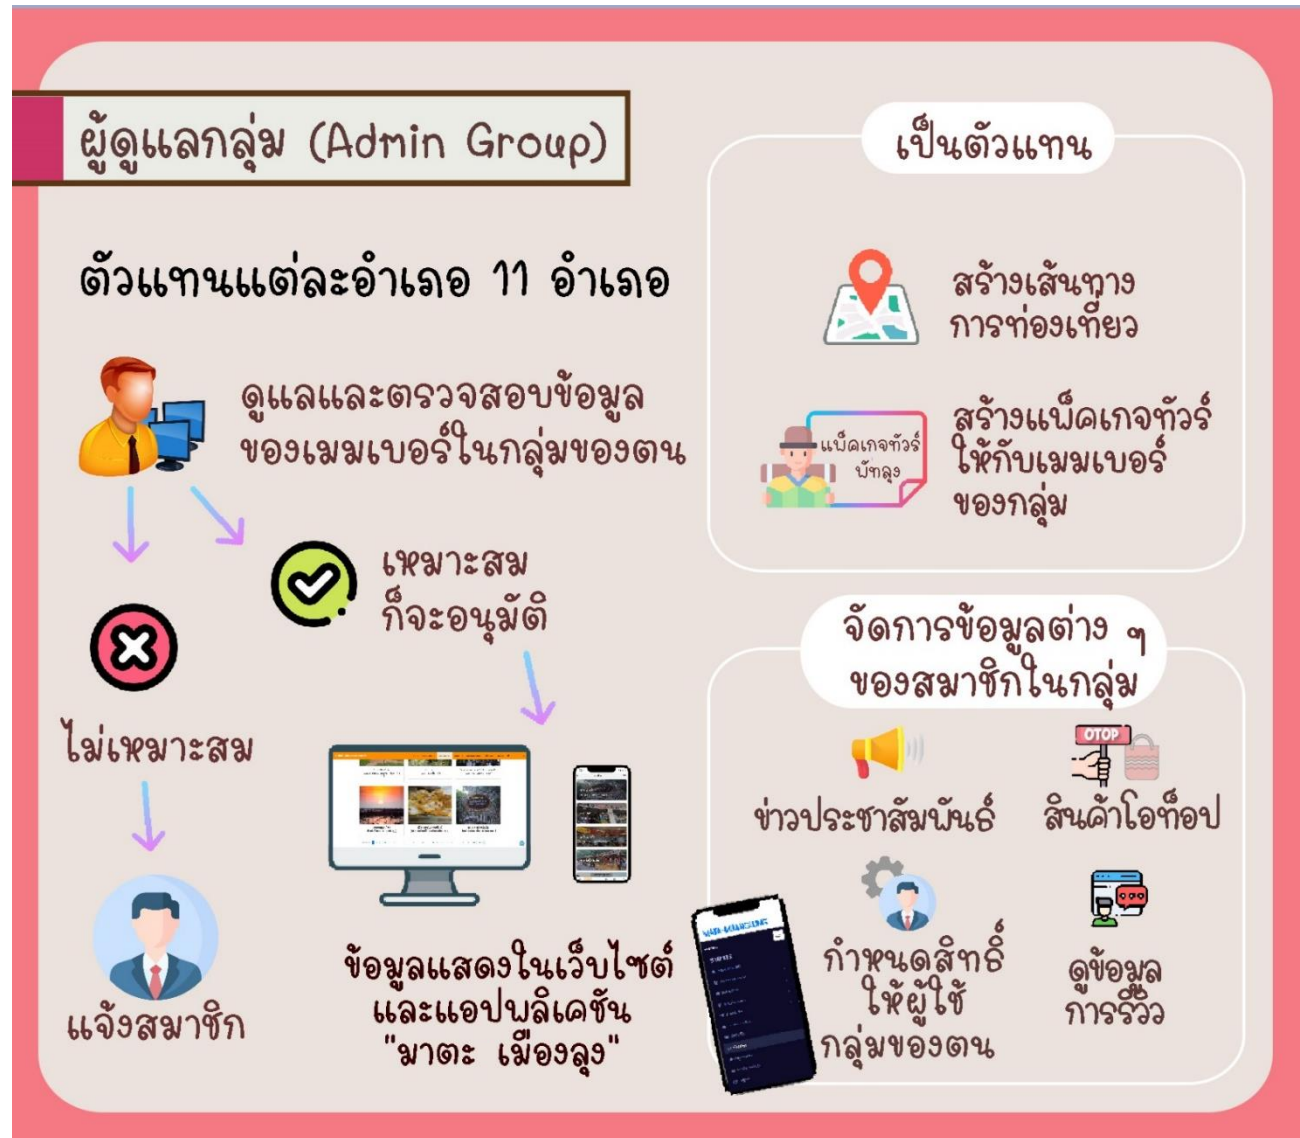 ผู้ดูแลกลุ่ม (Admin Group)
ตัวแทนแต่ละอำเภอ 11 อำเภอ
ดูแลและตรวจสอบข้อมูล
ของเมมเบอร์ในกลุ่มของตน
เหมาะสม
ก็จะอนุมัติ
ไม่เหมาะสม
แจ้งสมาชิก
ข้อมูลแสดงในเว็บไซต์
และแอปพลิเคชัน
"มาตะ เมืองลุง"
เป็นตัวแทน
สร้างเส้นทาง
การท่องเที่ยว
แพ็คเกจทัวร์
พัทลุง
สร้างแพ็คเกจทัวร์
ให้กับเมมเบอร์
ของกลุ่ม
จัดการข้อมูลต่าง ๆ
ของสมาชิกในกลุ่ม
ข่าวประชาสัมพันธ์
OTOP
สินค้าโอท็อป
กำหนดสิทธิ์
ให้ผู้ใช้
กลุ่มของตน
ดูข้อมูล
การรีวิว